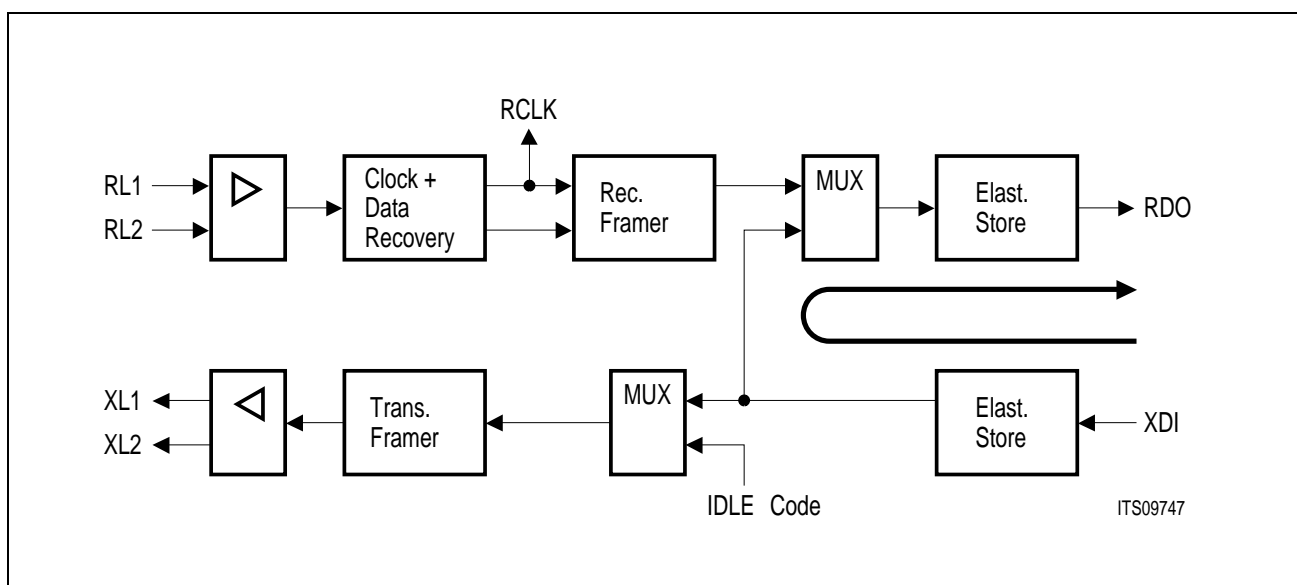 RCLK
RL1
RL2
Clock +
Data
Recovery
Rec.
Framer
MUX
Elast.
Store
RDO
XL1
XL2
Trans.
Framer
MUX
Elast.
Store
XDI
IDLE Code
ITS09747